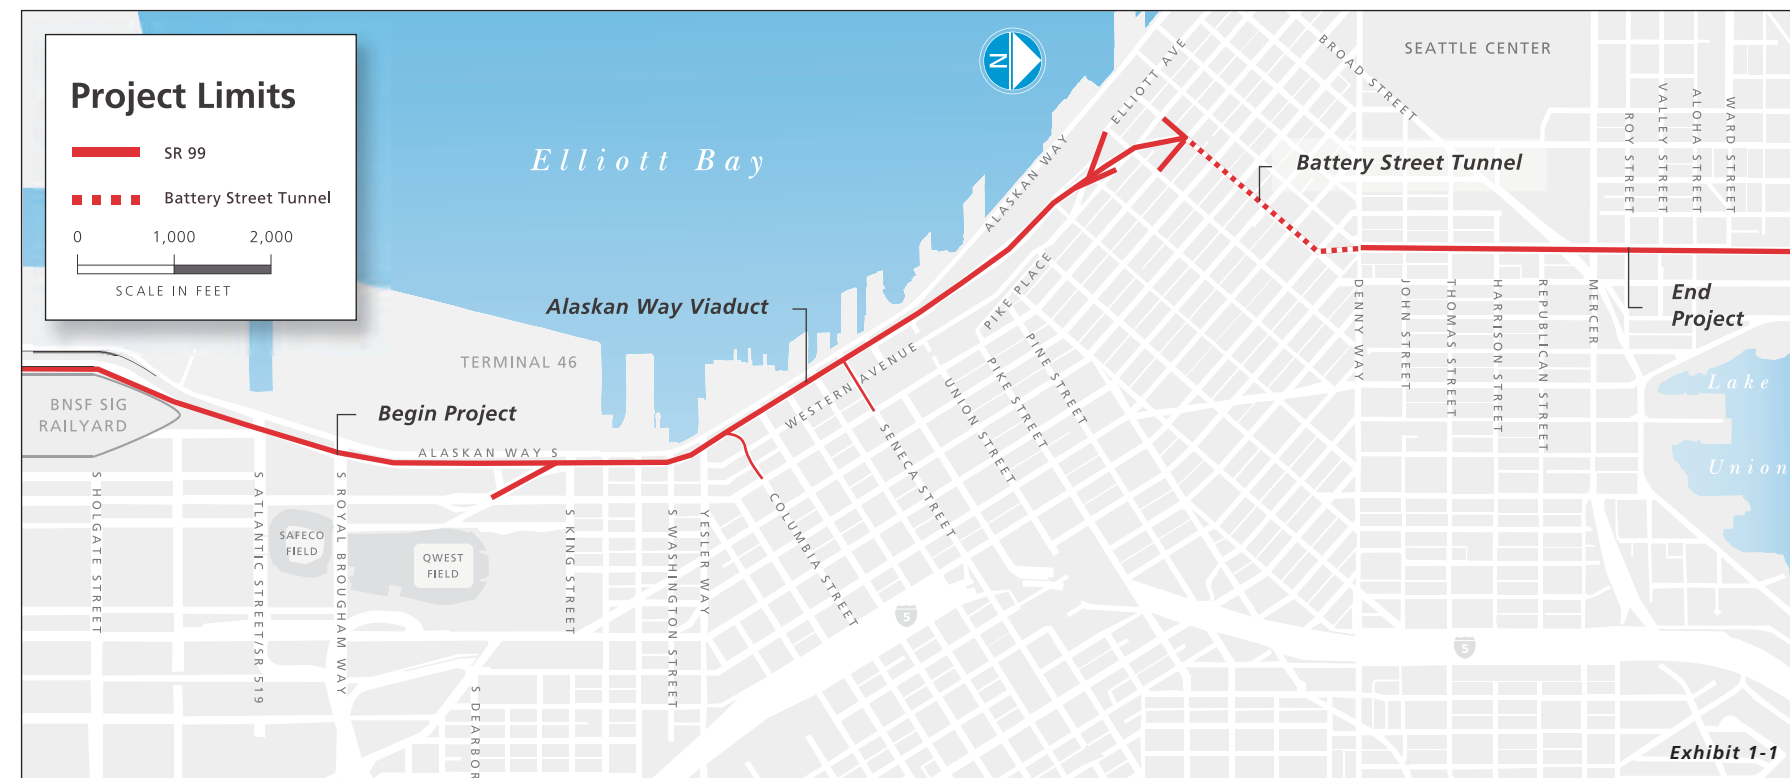 Project Limits
SR 99
Battery Street Tunnel
0 1,000 2,000
SCALE IN FEET
N
Elliott Bay
ELLIOTT AVE
ALASKAN WAY
BROAD STREET
SEATTLE CENTER
ROY STREET
VALLEY STREET
ALOHA STREET
WARD STREET
Battery Street Tunnel
Alaskan Way Viaduct
PIKE PLACE
WESTERN AVENUE
PINE STREET
PIKE STREET
UNION STREET
SENECA STREET
COLUMBIA STREET
DENNY WAY
JOHN STREET
THOMAS STREET
HARRISON STREET
REPUBLICAN STREET
MERCER
End
Project
Lake
Union
TERMINAL 46
BNSF SIG
RAILYARD
Begin Project
ALASKAN WAY S
S HOLGATE STREET
S ATLANTIC STREET/SR 519
S ROYAL BROUGHAM WAY
SAFECO
FIELD
QWEST
FIELD
S KING STREET
S WASHINGTON STREET
YESLER WAY
S DEARBOR
5
5
Exhibit 1-1